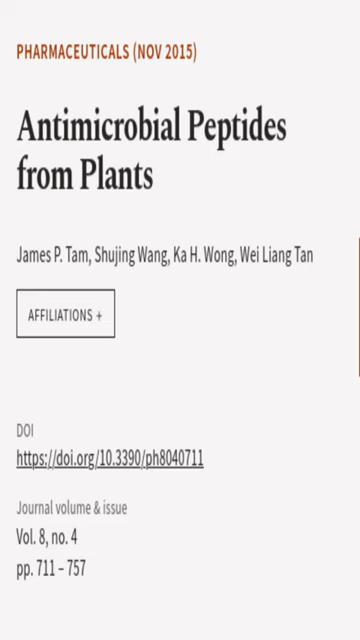 PHARMACEUTICALS (NOV 2015)
Antimicrobial Peptides
from Plants
James P. Tam, Shujing Wang, Ka H. Wong, Wei Liang Tan
AFFILIATIONS +
DOI
https://doi.org/10.3390/ph8040711
Journal volume & issue
Vol. 8, no. 4
pp. 711 – 757